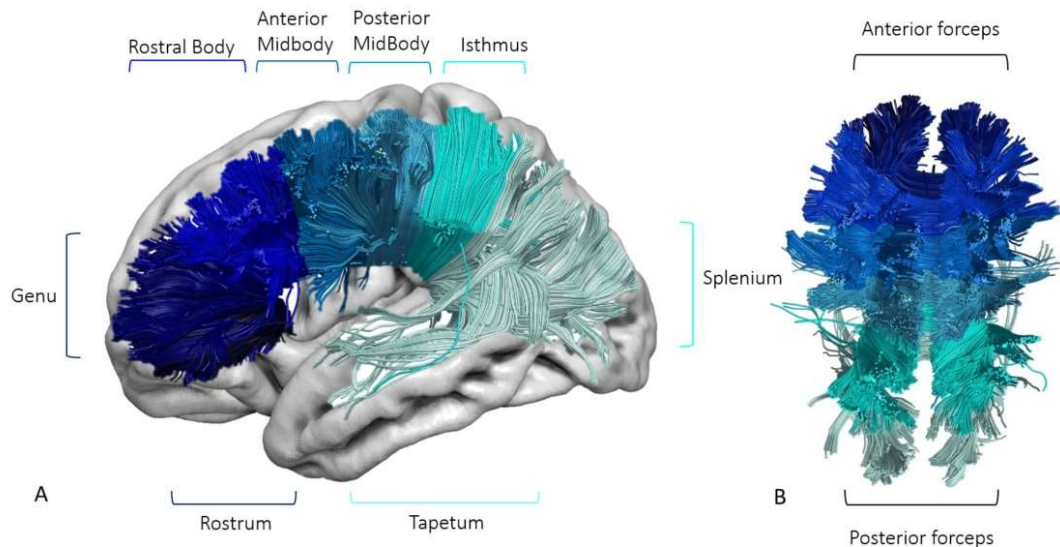 Rostral Body
Anterior
Midbody
Posterior
MidBody
Isthmus
Anterior forceps
Genu
Splenium
A
B
Rostrum
Tapetum
Posterior forceps